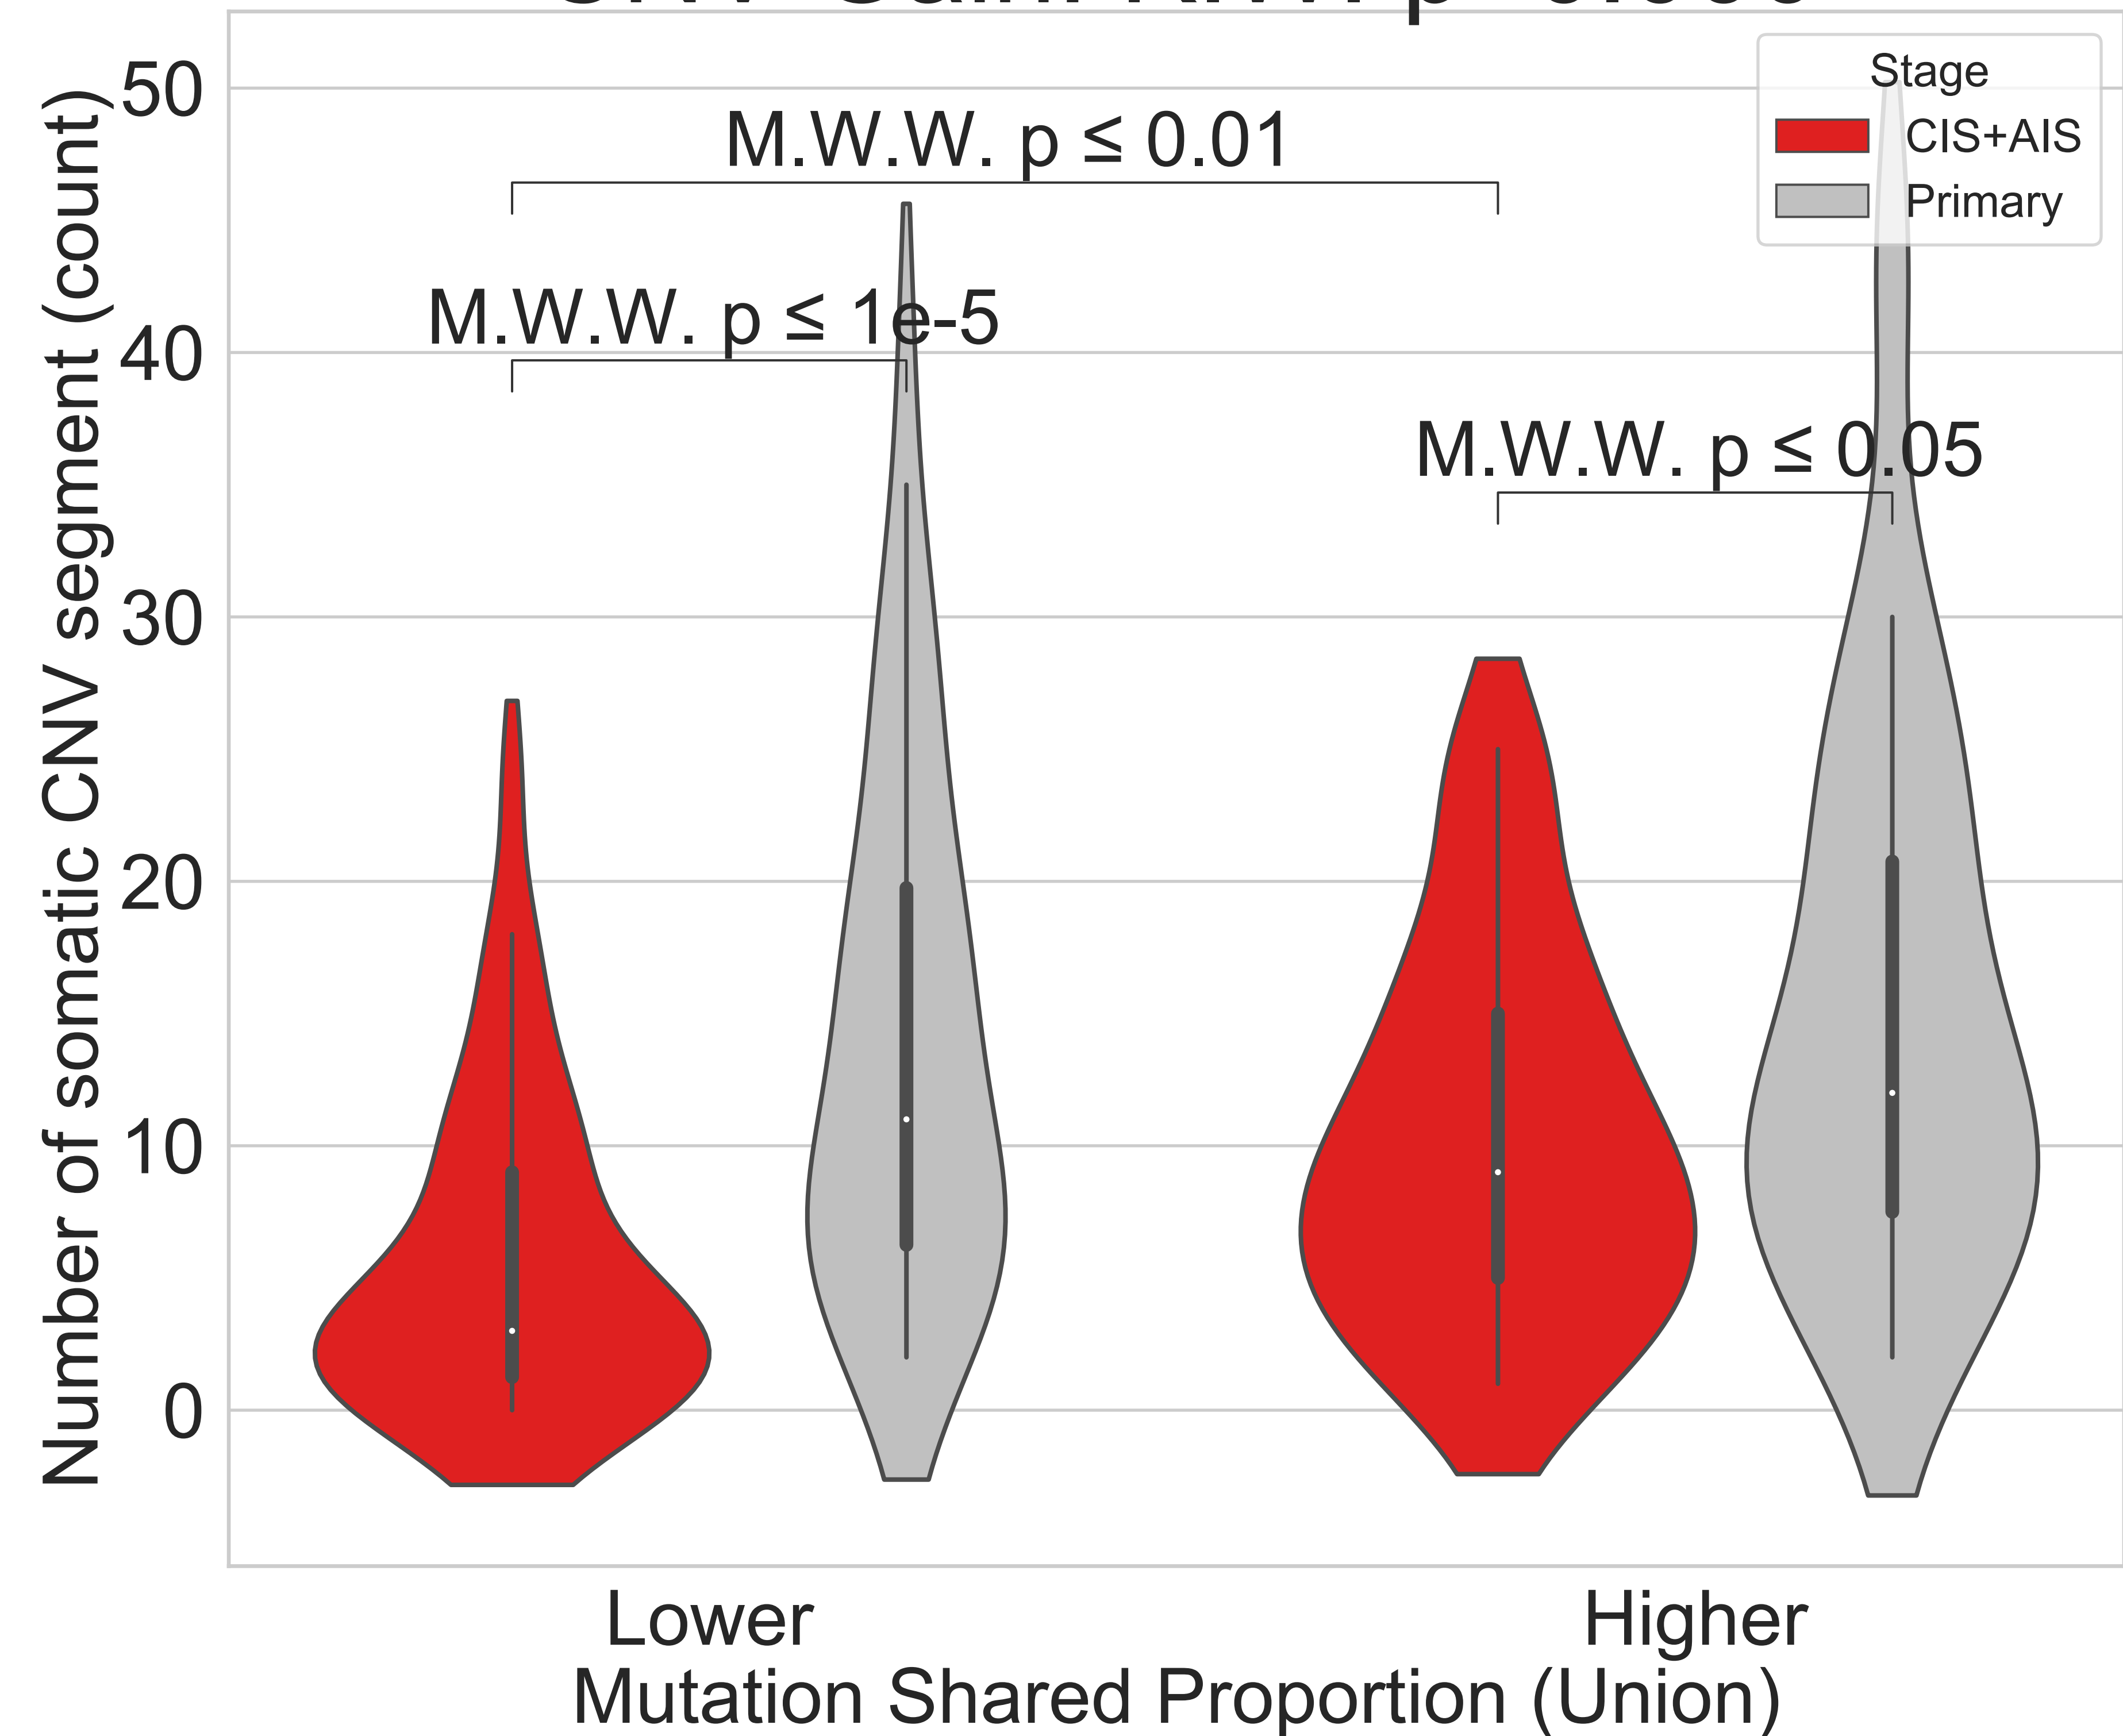 Stage
CIS+AIS
Primary
M.W.W. p ≤ 0.01
M.W.W. p ≤ 1e-5
M.W.W. p ≤ 0.05
Number of somatic CNV segment (count)
50
40
30
20
10
0
Lower
Higher
Mutation Shared Proportion (Union)